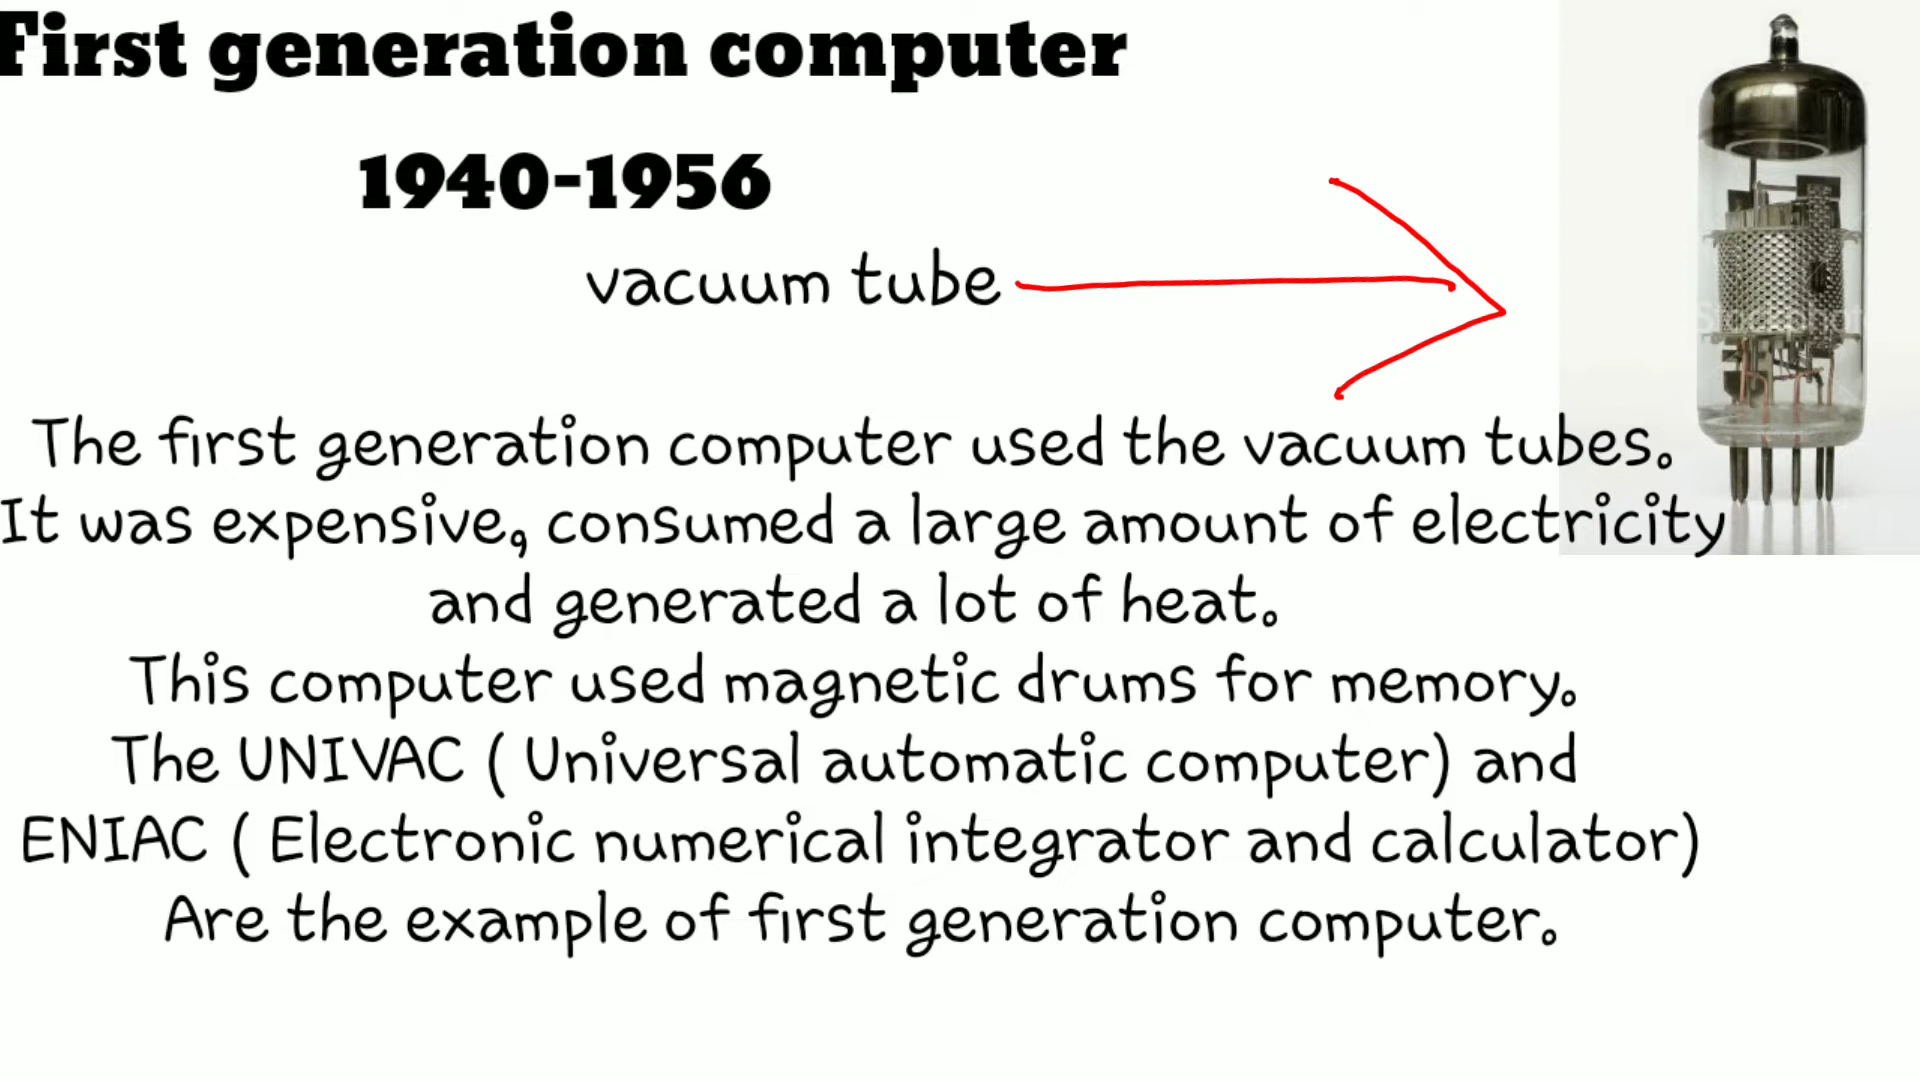 First generation computer
1940-1956
vacuum tube
The first generation computer used the vacuum tubes.
It was expensive, consumed a large amount of electricity
and generated a lot of heat.
This computer used magnetic drums for memory.
The UNIVAC ( Universal automatic computer) and
ENIAC ( Electronic numerical integrator and calculator)
Are the example of first generation computer.